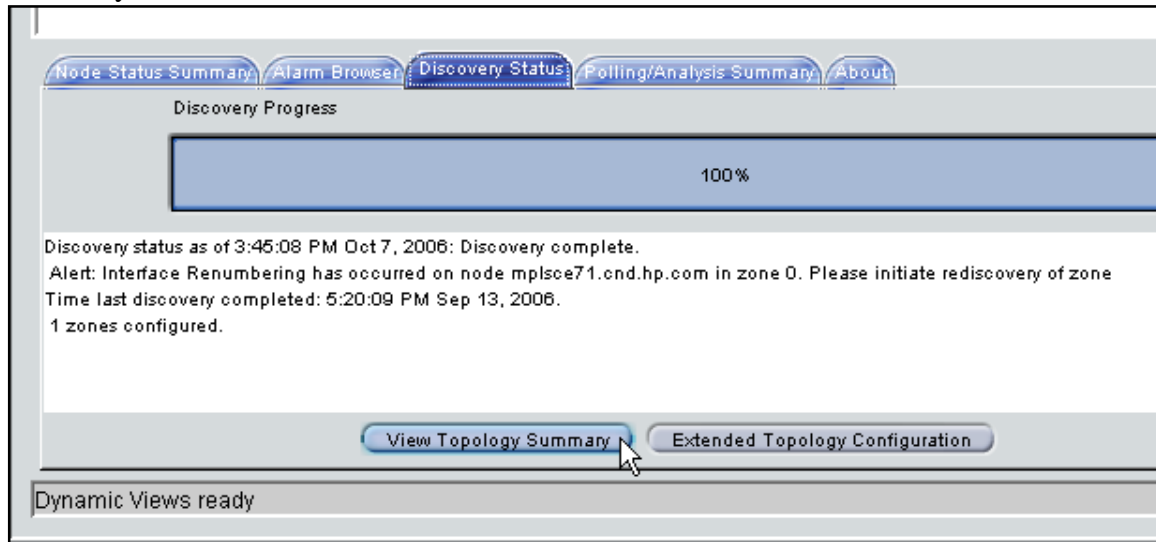 Node Status Summary Alarm Browser Discovery Status Polling/Analysis Summary About
Discovery Progress
100%
Discovery status as of 3:45:08 PM Oct 7, 2006: Discovery complete.
Alert: Interface Renumbering has occurred on node mplsce71.cnd.hp.com in zone 0. Please initiate rediscovery of zone
Time last discovery completed: 5:20:09 PM Sep 13, 2006.
1 zones configured.
View Topology Summary Extended Topology Configuration
Dynamic Views ready